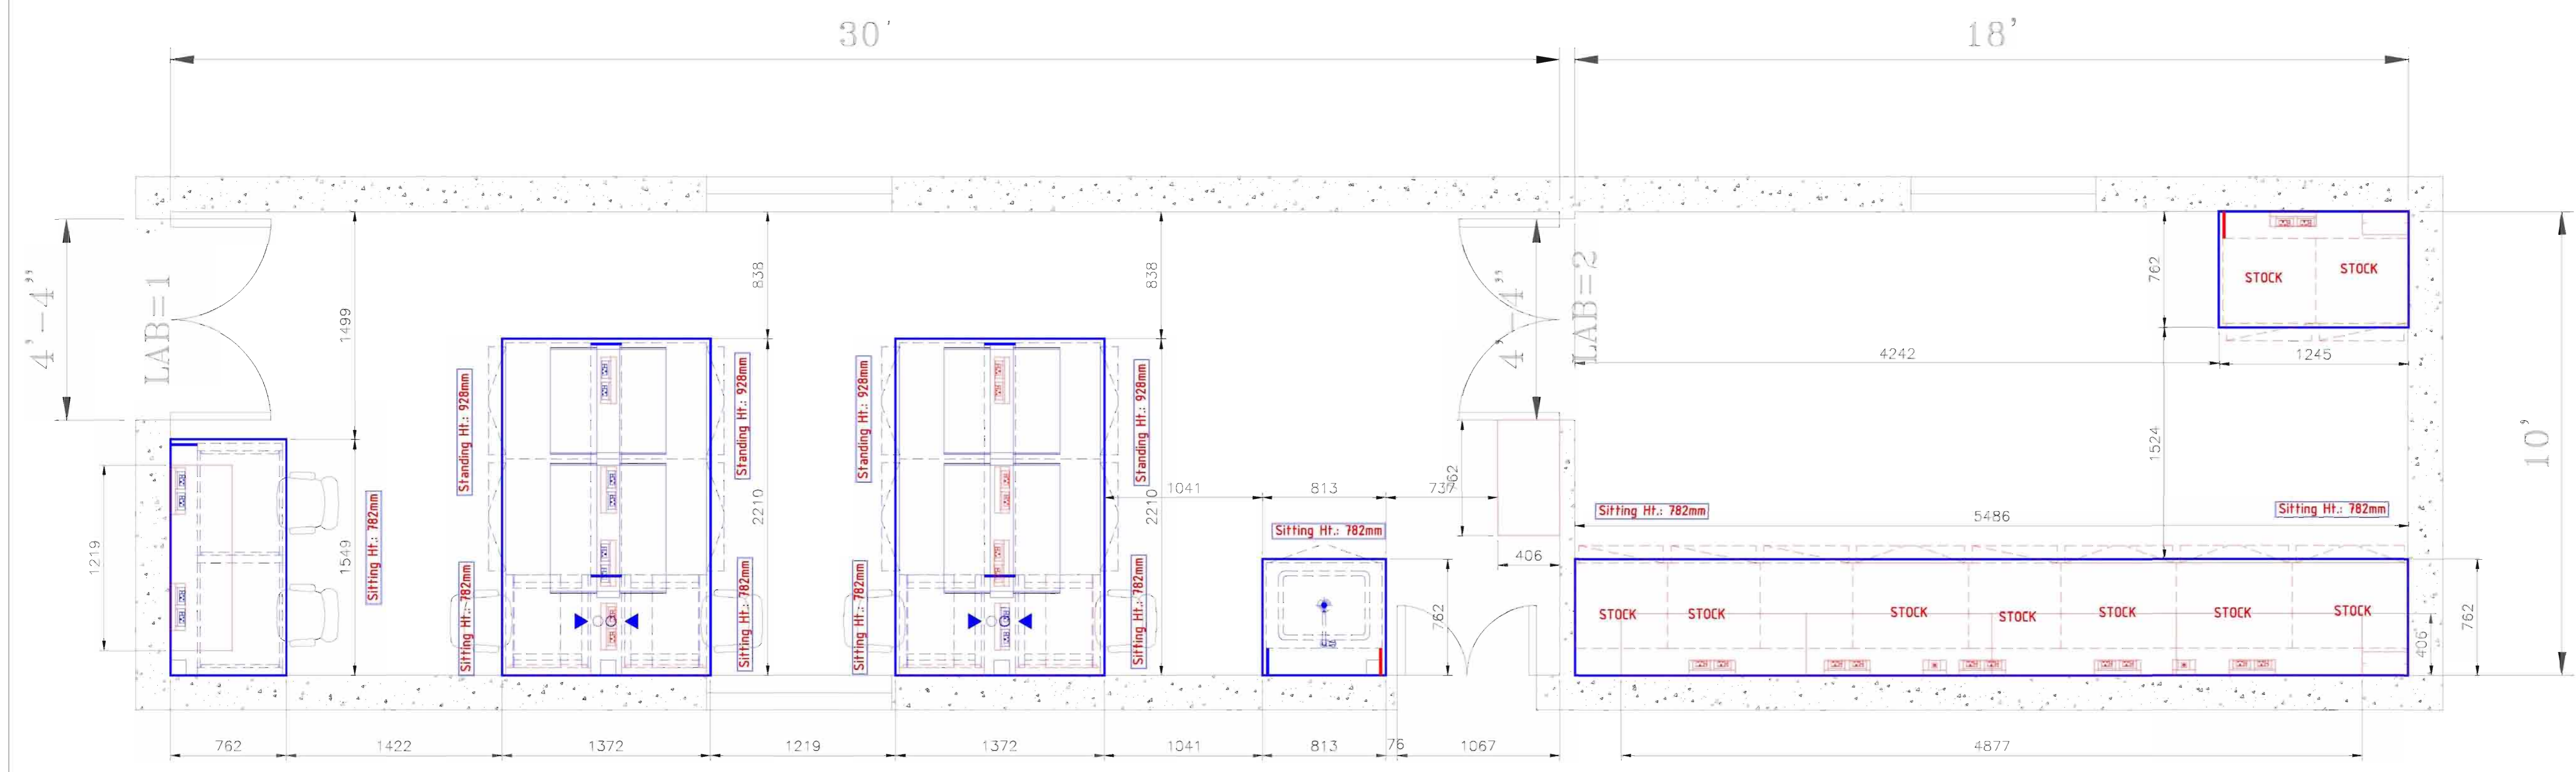 30'
18'
4'-4"
LAB=1
1499
838
838
4'-4"
LAB=2
762
STOCK
STOCK
4242
1245
10'
Standing Ht.: 928mm
Standing Ht.: 928mm
Standing Ht.: 928mm
Standing Ht.: 928mm
1524
1219
1549
Sitting Ht.: 782mm
2210
2210
1041
813
737
762
Sitting Ht.: 782mm
Sitting Ht.: 782mm
5486
Sitting Ht.: 782mm
406
Sitting Ht.: 782mm
Sitting Ht.: 782mm
Sitting Ht.: 782mm
Sitting Ht.: 782mm
762
STOCK
STOCK
STOCK
STOCK
STOCK
STOCK
STOCK
406
762
762
1422
1372
1219
1372
1041
813
76
1067
4877